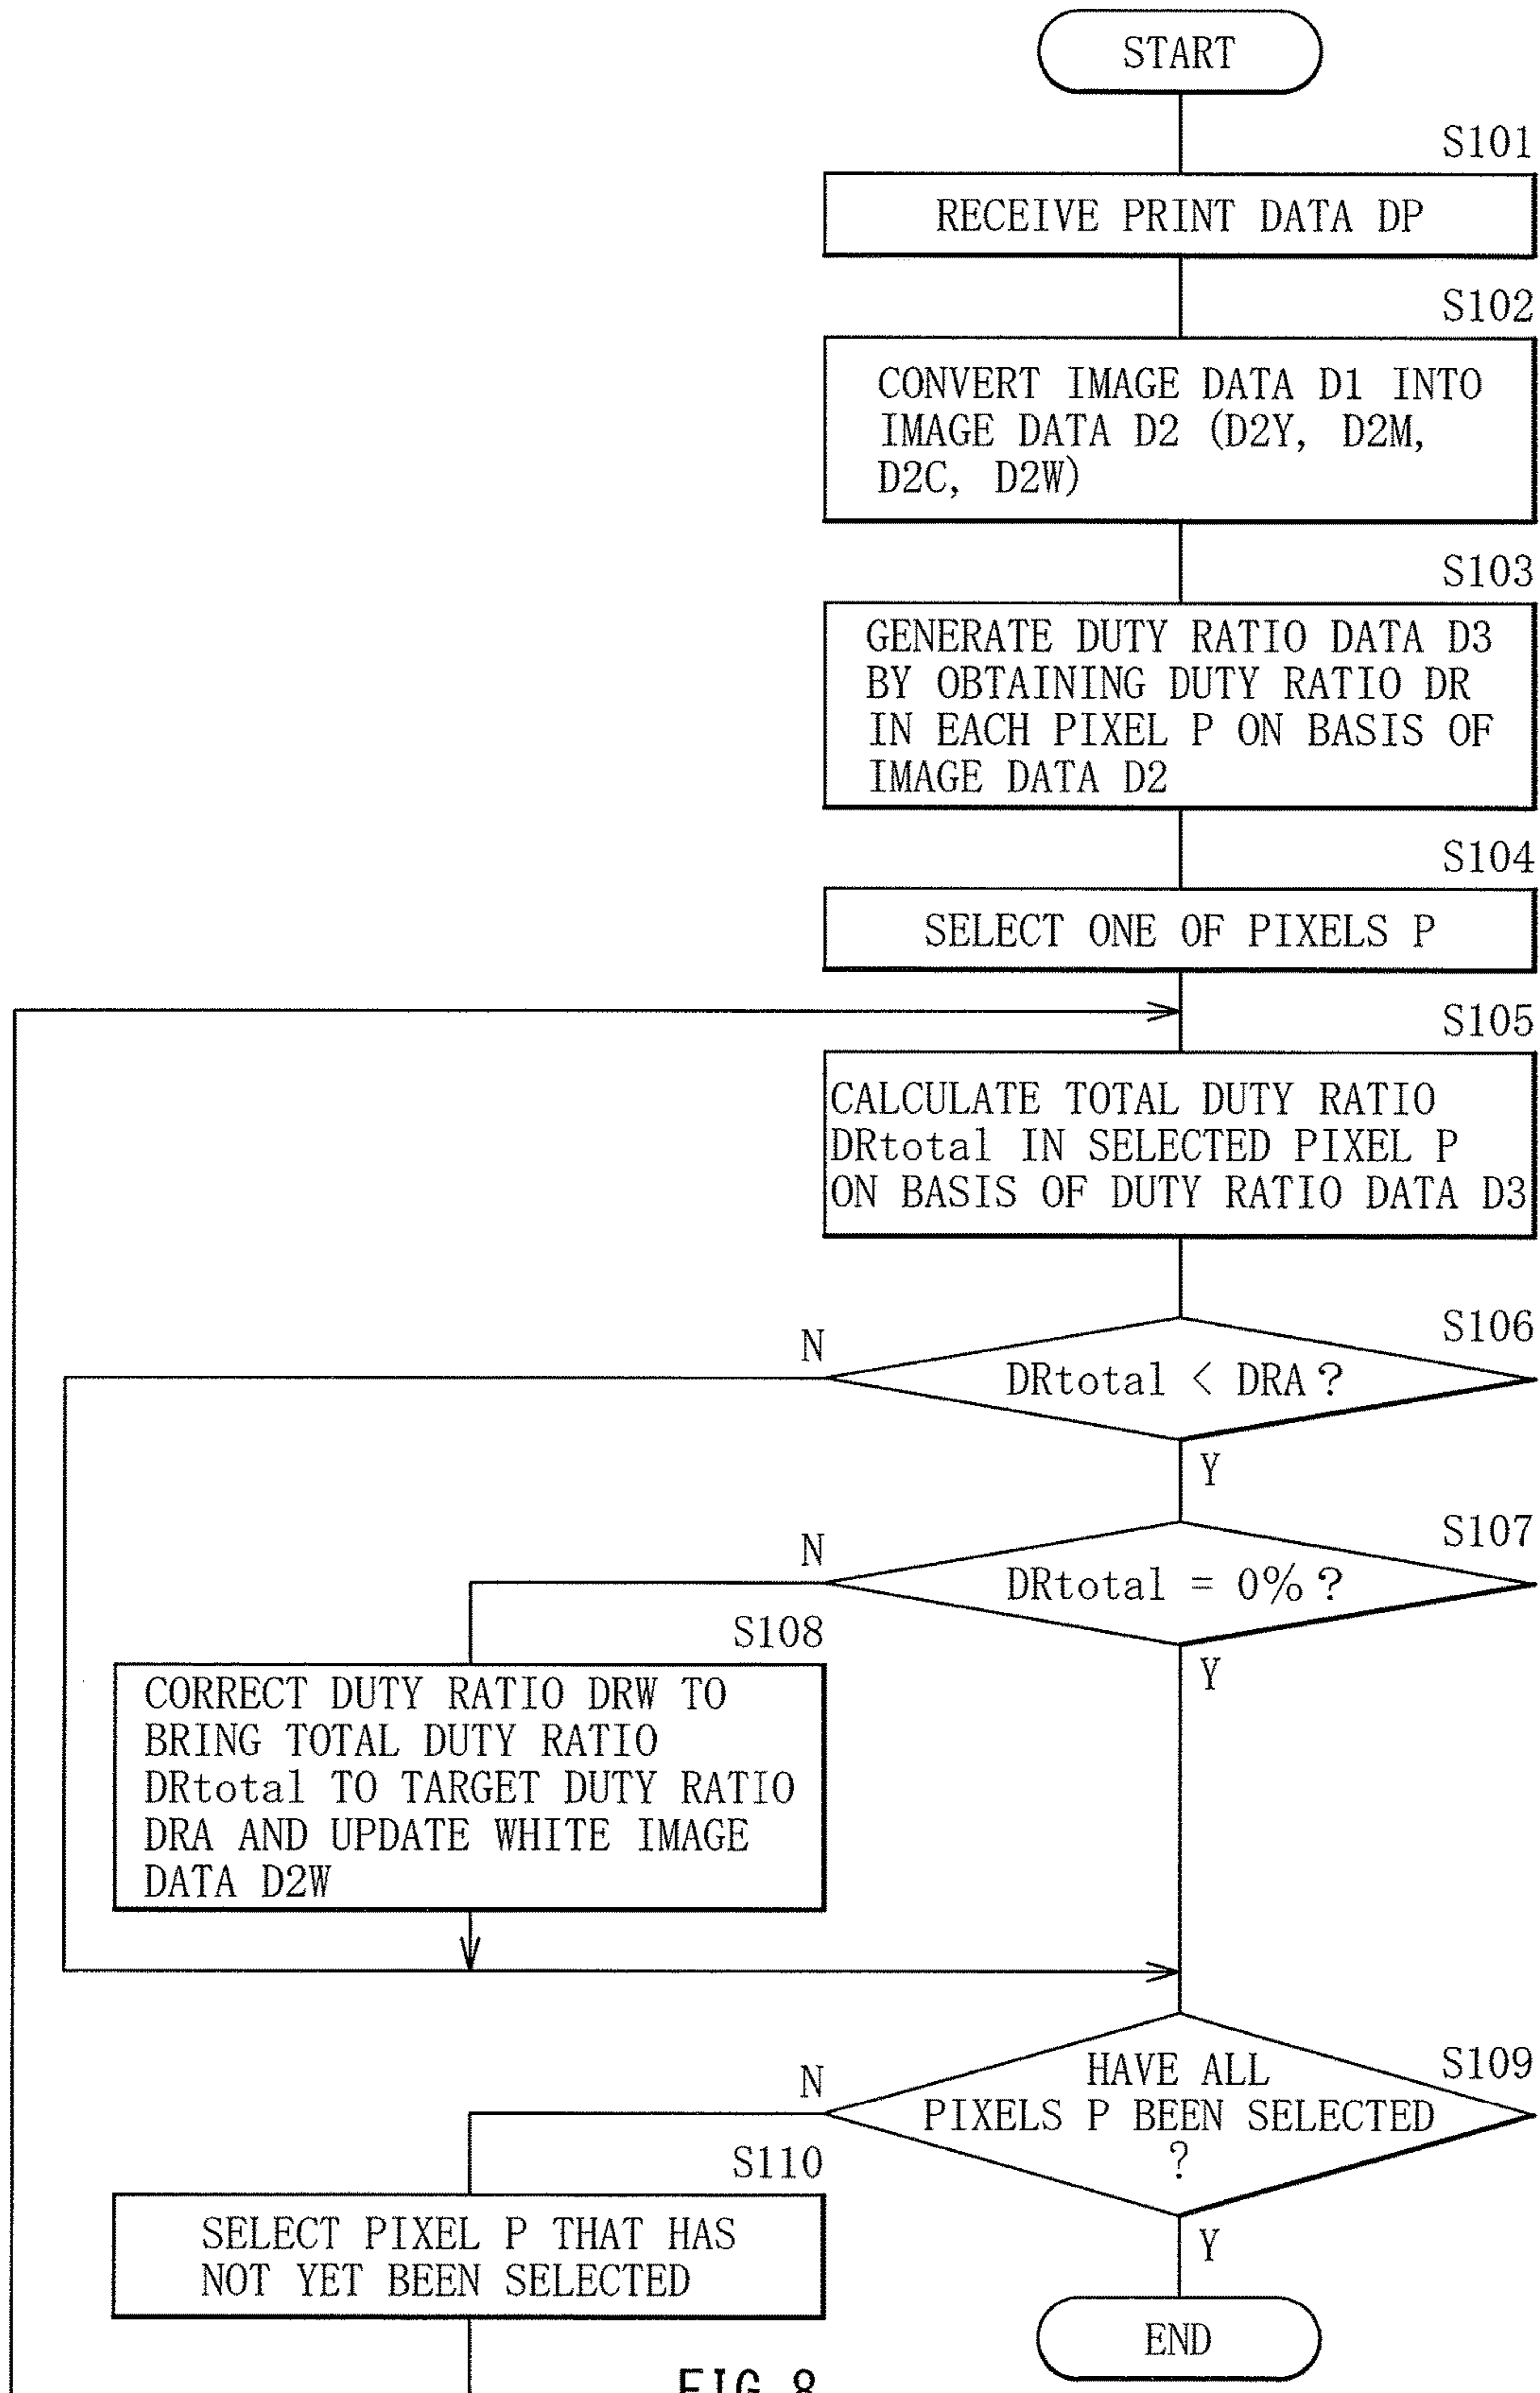 START
S101
RECEIVE PRINT DATA DP
S102
CONVERT IMAGE DATA D1 INTO
IMAGE DATA D2 (D2Y, D2M,
D2C, D2W)
S103
GENERATE DUTY RATIO DATA D3
BY OBTAINING DUTY RATIO DR
IN EACH PIXEL P ON BASIS OF
IMAGE DATA D2
S104
SELECT ONE OF PIXELS P
S105
CALCULATE TOTAL DUTY RATIO
DRtotal IN SELECTED PIXEL P
ON BASIS OF DUTY RATIO DATA D3
S106
N
DRtotal < DRA?
Y
S107
N
DRtotal = 0%?
Y
S108
CORRECT DUTY RATIO DRW TO
BRING TOTAL DUTY RATIO
DRtotal TO TARGET DUTY RATIO
DRA AND UPDATE WHITE IMAGE
DATA D2W
S109
N
HAVE ALL
PIXELS P BEEN SELECTED
?
Y
S110
SELECT PIXEL P THAT HAS
NOT YET BEEN SELECTED
END
FIG. 8